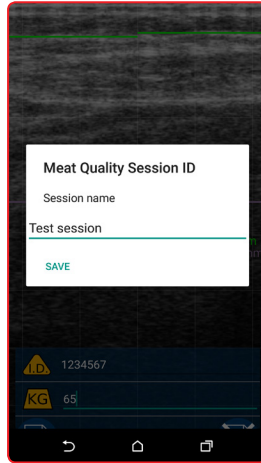 Meat Quality Session ID
Session name
Test session
SAVE
I.D. 1234567
KG 65